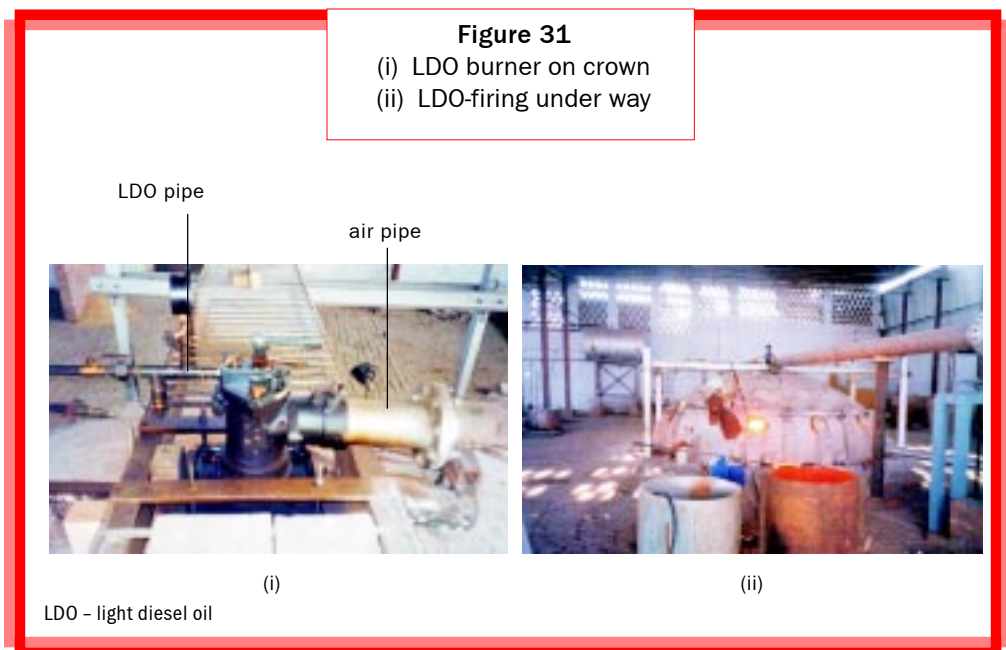 Figure 31
(i) LDO burner on crown
(ii) LDO-firing under way
LDO pipe
air pipe
(i)
(ii)
LDO – light diesel oil